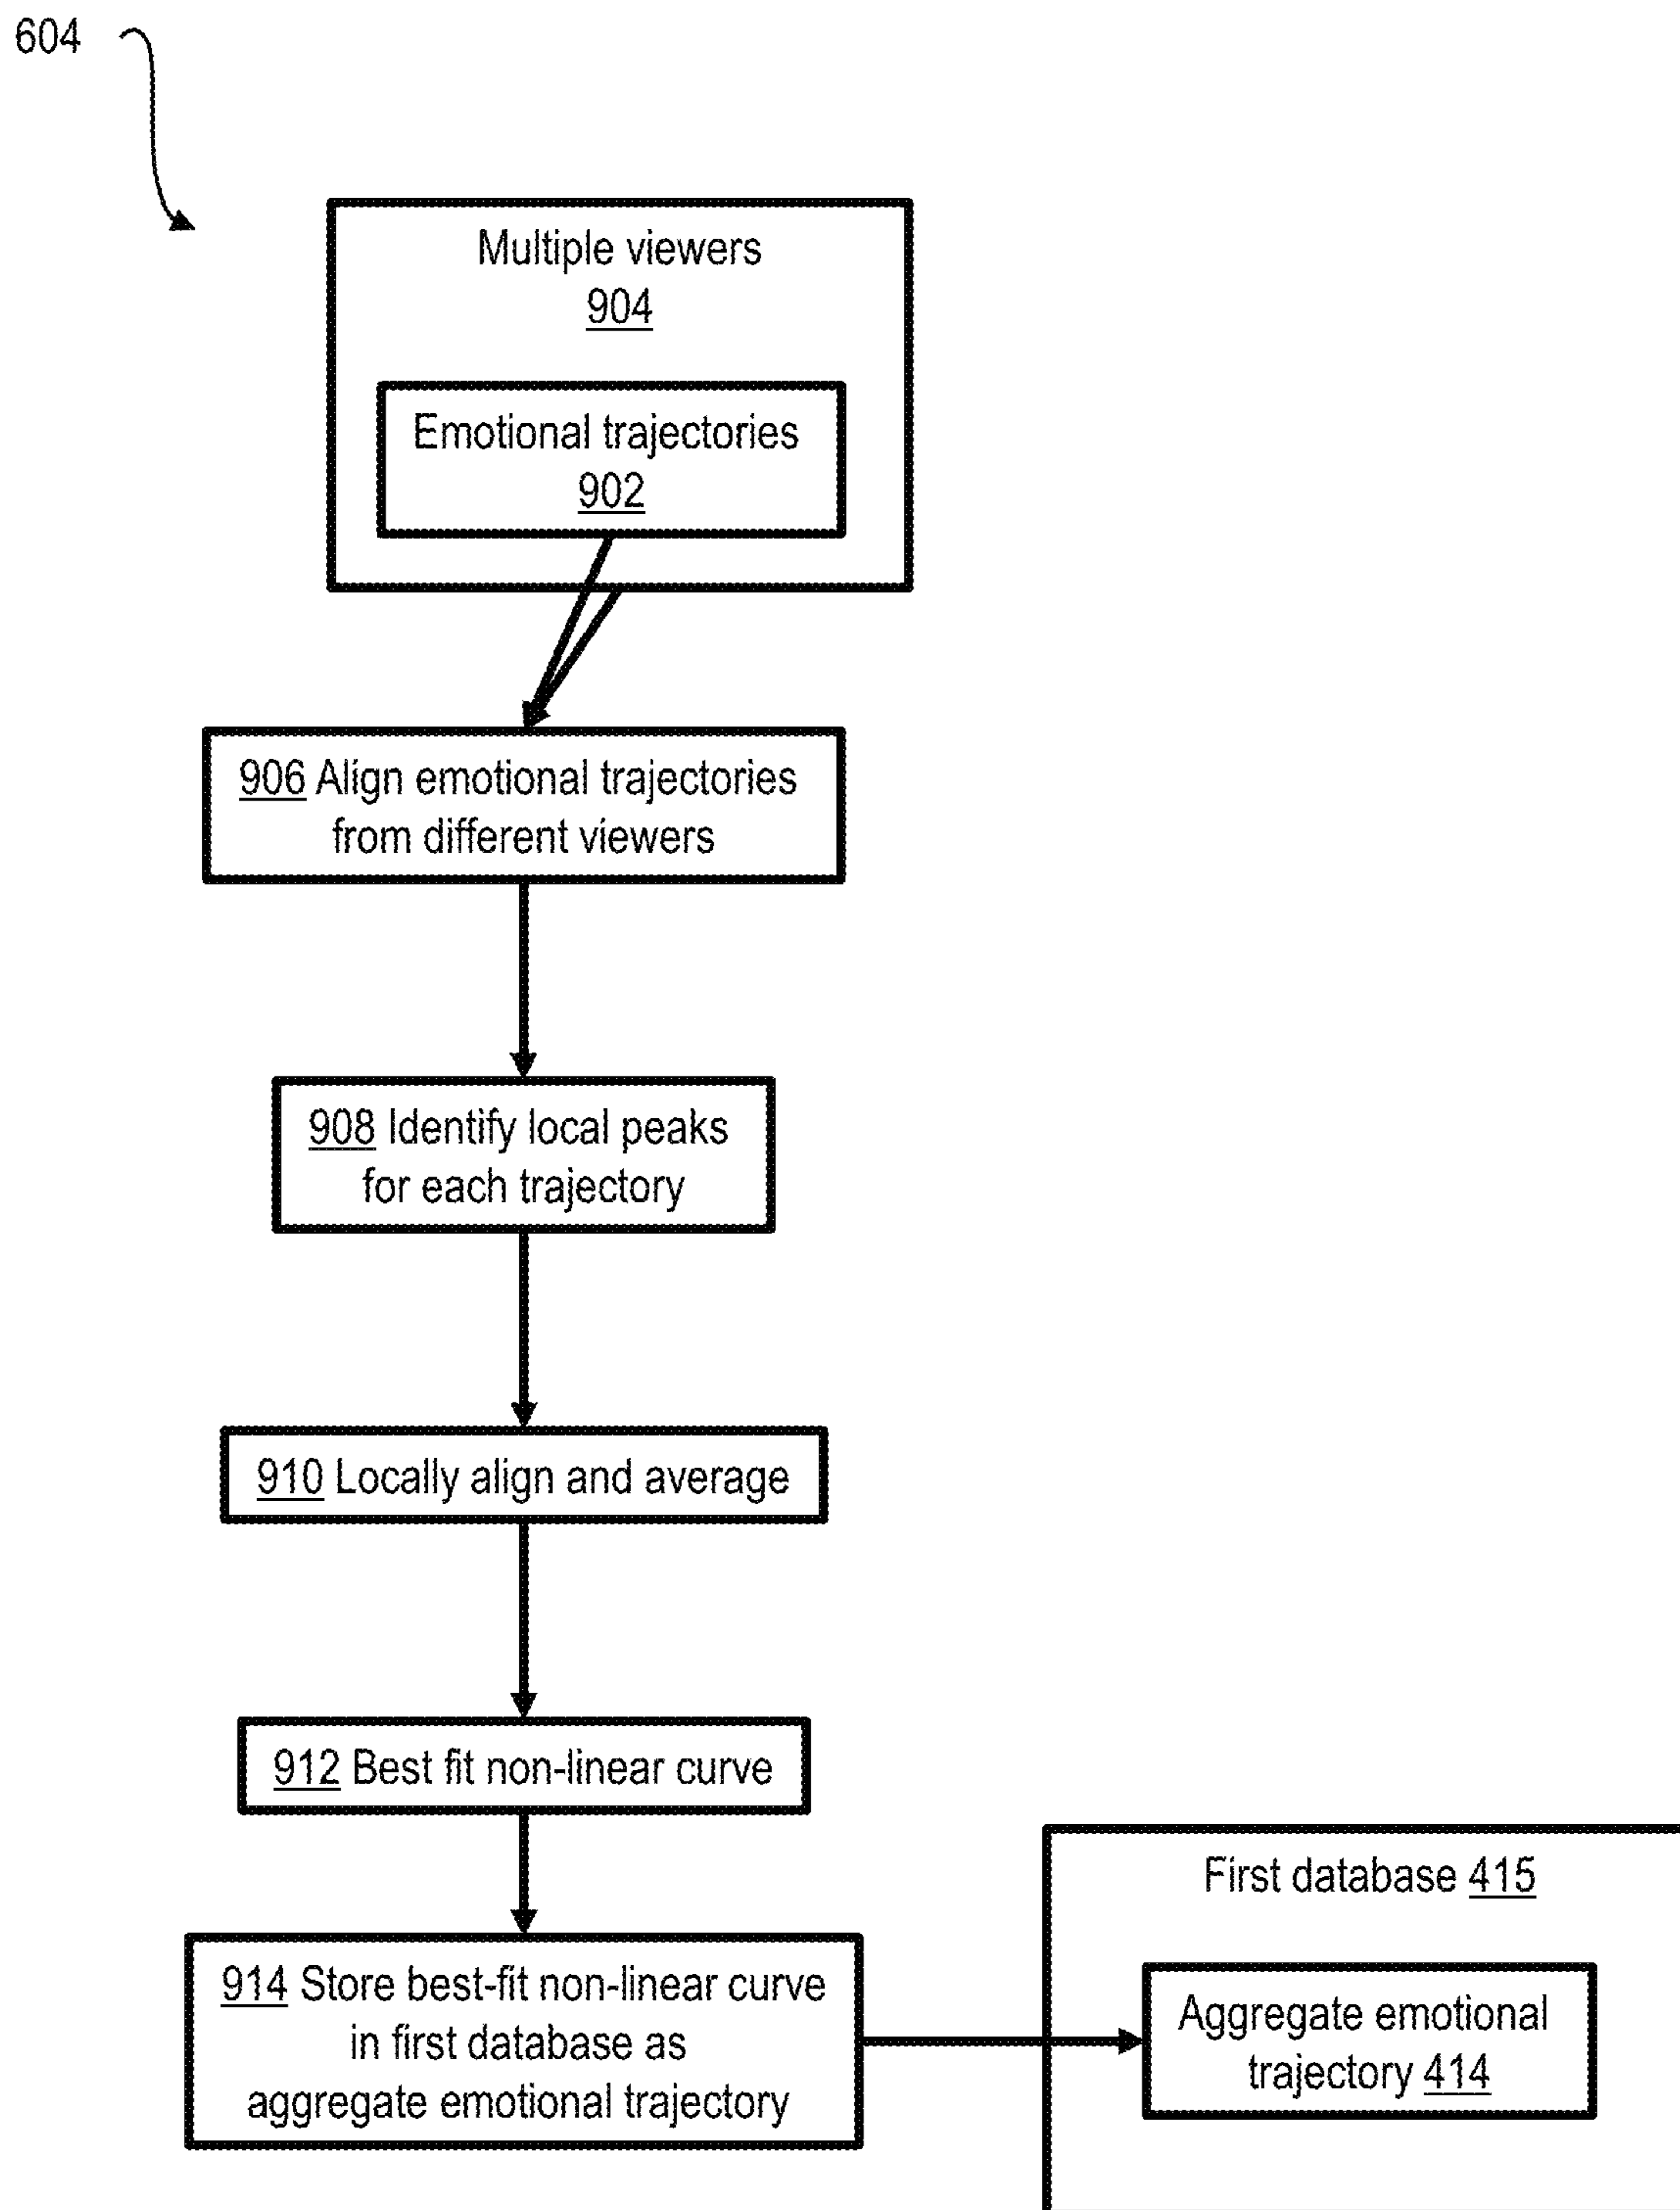 604
Multiple viewers
904
Emotional trajectories
902
906 Align emotional trajectories
from different viewers
908 Identify local peaks
for each trajectory
910 Locally align and average
912 Best fit non-linear curve
First database 415
914 Store best-fit non-linear curve
in first database as
aggregate emotional trajectory
Aggregate emotional
trajectory 414